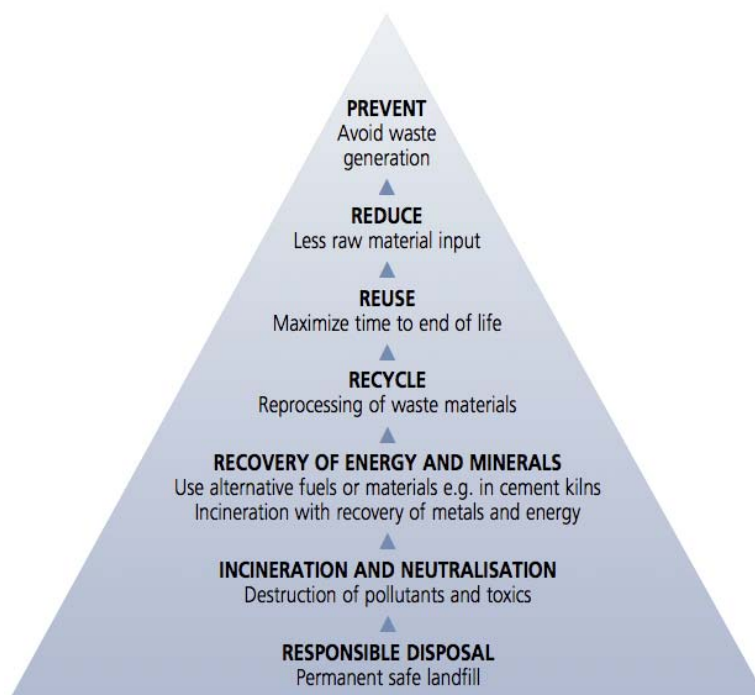 PREVENT
Avoid waste
generation
REDUCE
Less raw material input
REUSE
Maximize time to end of life
RECYCLE
Reprocessing of waste materials
RECOVERY OF ENERGY AND MINERALS
Use alternative fuels or materials e.g. in cement kilns
Incineration with recovery of metals and energy
INCINERATION AND NEUTRALISATION
Destruction of pollutants and toxics
RESPONSIBLE DISPOSAL
Permanent safe landfill